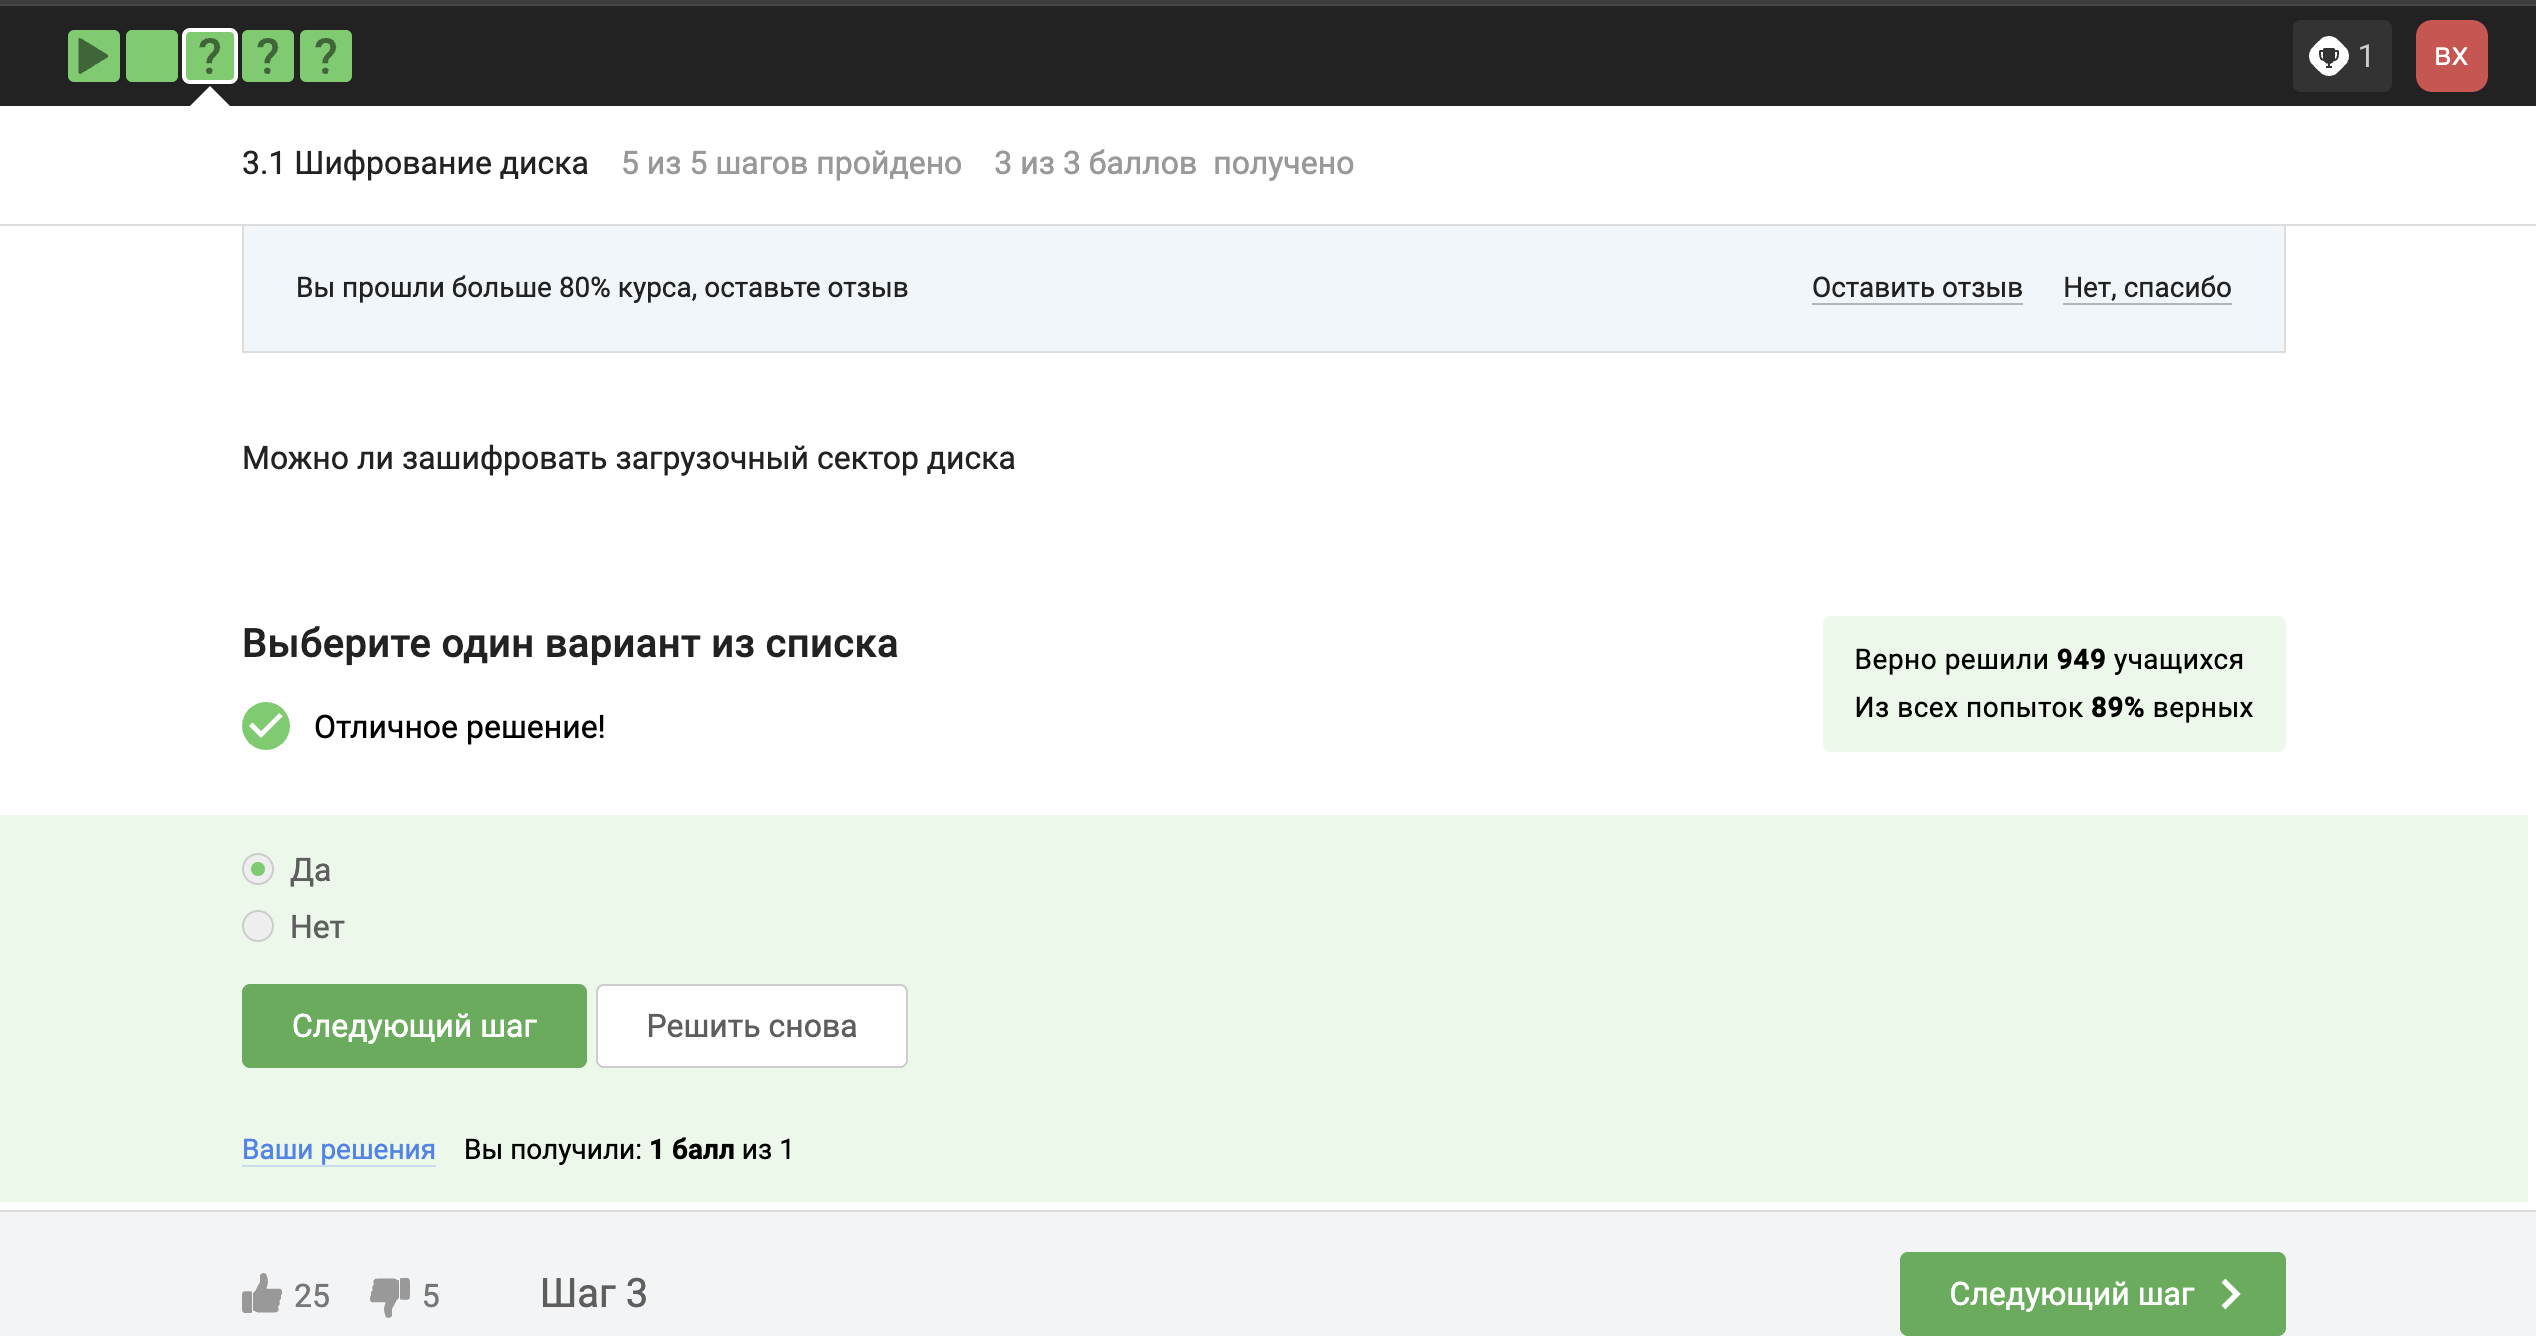 ? ? ?
1
ВХ
3.1 Шифрование диска 5 из 5 шагов пройдено 3 из 3 баллов получено
Вы прошли больше 80% курса, оставьте отзыв Оставить отзыв Нет, спасибо
Можно ли зашифровать загрузочный сектор диска
Выберите один вариант из списка
Отличное решение!
Верно решили 949 учащихся
Из всех попыток 89% верных
Да
Нет
Следующий шаг Решить снова
Ваши решения Вы получили: 1 балл из 1
25 5 Шаг 3 Следующий шаг